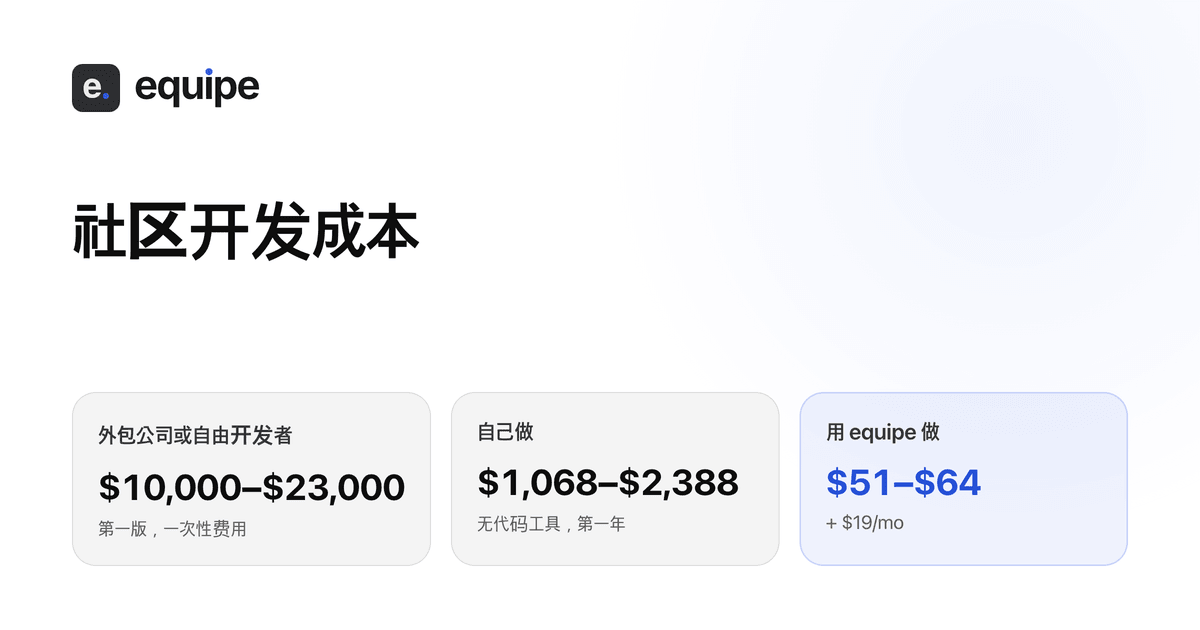 e.
equipe
社区开发成本
外包公司或自由开发者
$10,000–$23,000
第一版，一次性费用
自己做
$1,068–$2,388
无代码工具，第一年
用 equipe 做
$51–$64
+ $19/mo